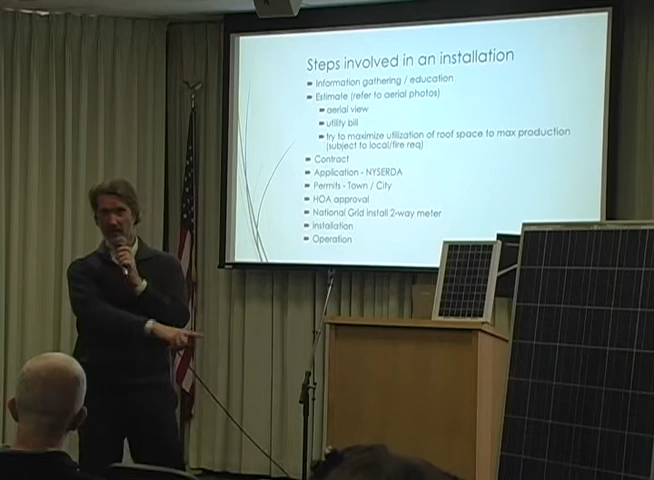 Steps involved in an installation
Information gathering / education
Estimate (refer to aerial photos)
aerial view
utility bill
try to maximize utilization of roof space to max production
(subject to local/fire req)
Contract
Application - NYSERDA
Permits - Town / City
HOA approval
National Grid install 2-way meter
Installation
Operation